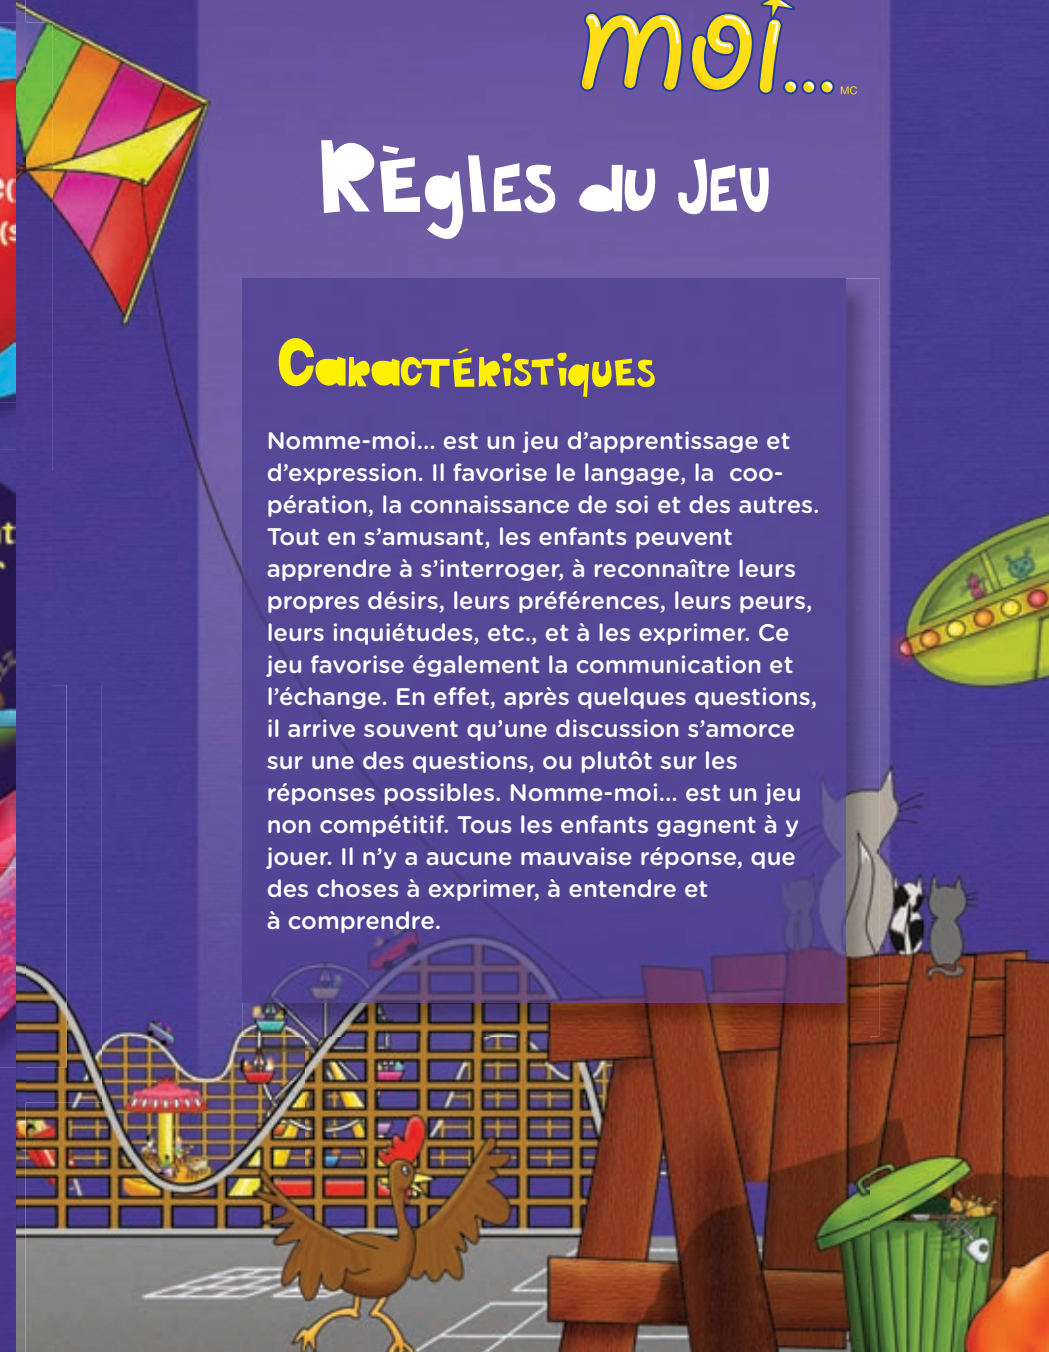 moi...MC
Règles du jeu
Caractéristiques
Nomme-moi... est un jeu d’apprentissage et
d’expression. Il favorise le langage, la coo-
pération, la connaissance de soi et des autres.
Tout en s’amusant, les enfants peuvent
apprendre à s’interroger, à reconnaître leurs
propres désirs, leurs préférences, leurs peurs,
leurs inquiétudes, etc., et à les exprimer. Ce
jeu favorise également la communication et
l’échange. En effet, après quelques questions,
il arrive souvent qu’une discussion s’amorce
sur une des questions, ou plutôt sur les
réponses possibles. Nomme-moi... est un jeu
non compétitif. Tous les enfants gagnent à y
jouer. Il n’y a aucune mauvaise réponse, que
des choses à exprimer, à entendre et
à comprendre.